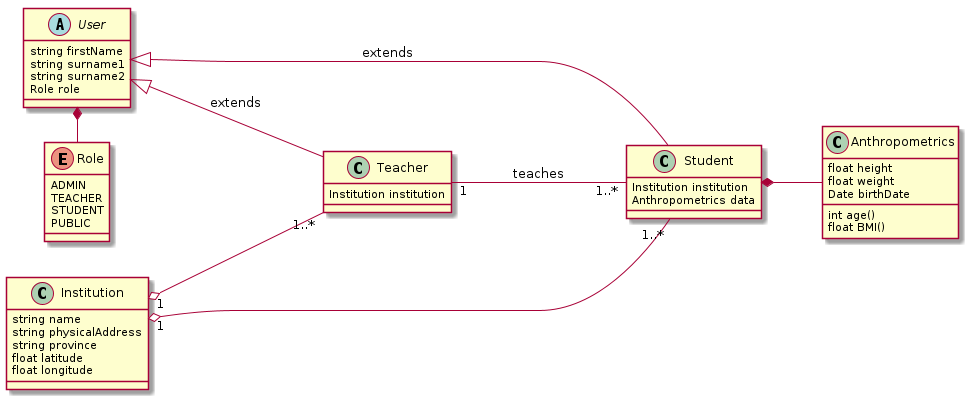 A User
string firstName
string surname1
string surname2
Role role
E Role
ADMIN
TEACHER
STUDENT
PUBLIC
extends
extends
C Teacher
Institution institution
1
teaches
1..*
C Student
Institution institution
Anthropometrics data
C Anthropometrics
float height
float weight
Date birthDate
int age()
float BMI()
1..*
1
1..*
1
C Institution
string name
string physicalAddress
string province
float latitude
float longitude